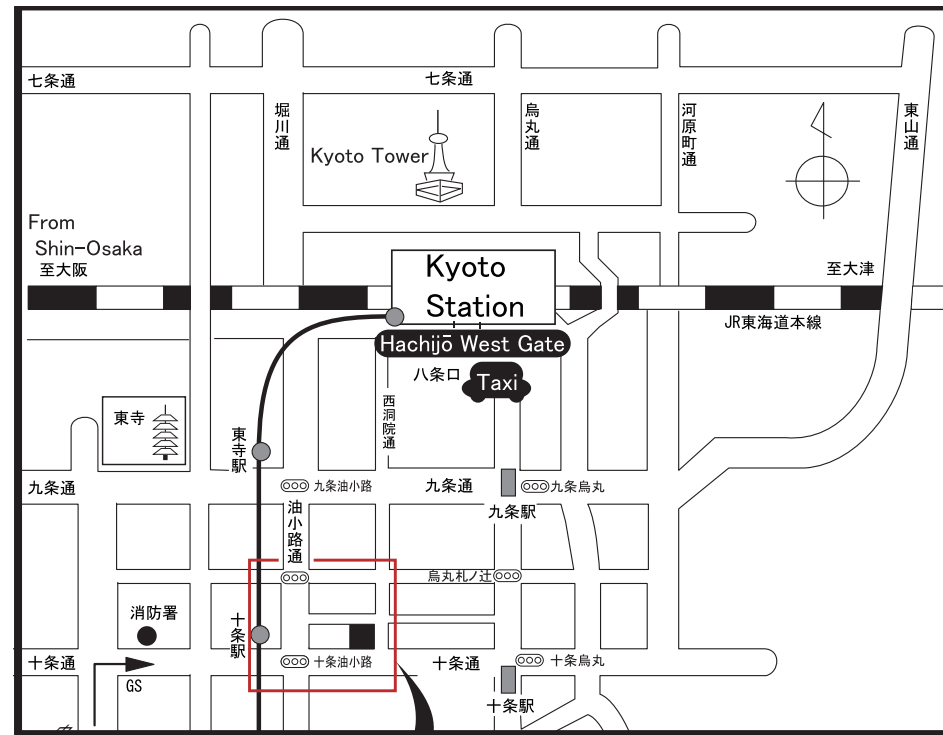 七条通
七条通
堀川通
烏丸通
河原町通
東山通
Kyoto Tower
From
Shin-Osaka
至大阪
Kyoto
Station
至大津
JR東海道本線
Hachijō West Gate
八条口
Taxi
西洞院通
東寺
東寺駅
九条通
九条油小路
九条通
九条烏丸
九条駅
油小路通
烏丸札ノ辻
消防署
十条駅
十条通
十条油小路
十条通
十条烏丸
GS
十条駅